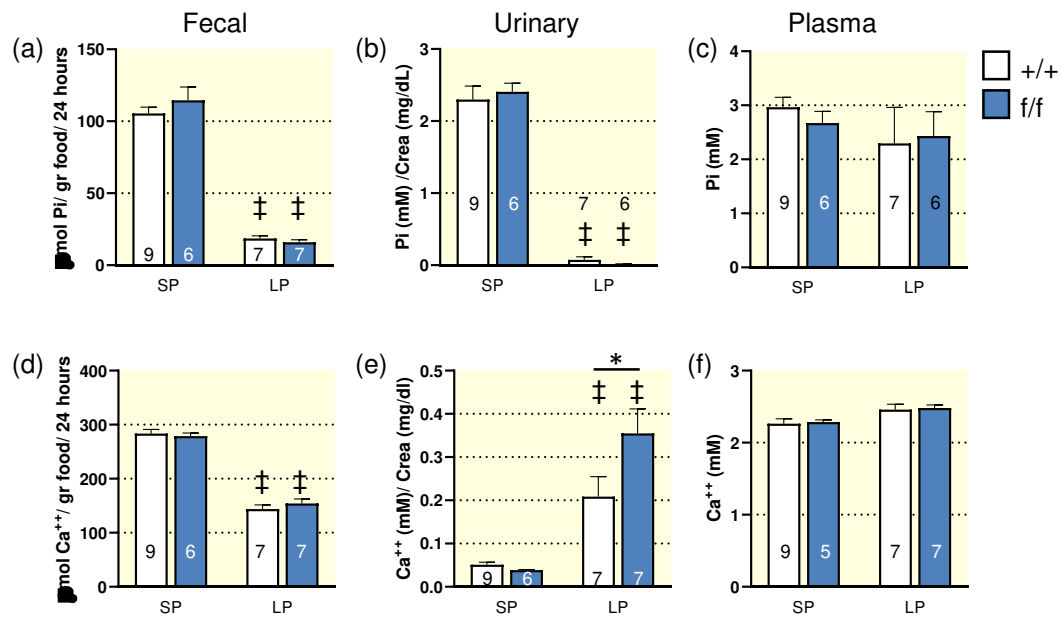 Fecal Urinary Plasma
(a) (b) (c)
+/+
f/f
mol Pi/ gr food/ 24 hours
150
100
50
0
‡ ‡
9 6 7 7
SP LP
Pi (mM) /Crea (mg/dL)
3
2
1
0
9 6 7 6
‡ ‡
SP LP
Pi (mM)
4
3
2
1
0
9 6 7 6
SP LP
(d) (e) (f)
mol Ca⁺⁺/ gr food/ 24 hours
400
300
200
100
0
‡ ‡
9 6 7 7
SP LP
Ca⁺⁺ (mM)/ Crea (mg/dl)
0.5
0.4
0.3
0.2
0.1
0.0
*
‡ ‡
9 6 7 7
SP LP
Ca⁺⁺ (mM)
3
2
1
0
9 5 7 7
SP LP